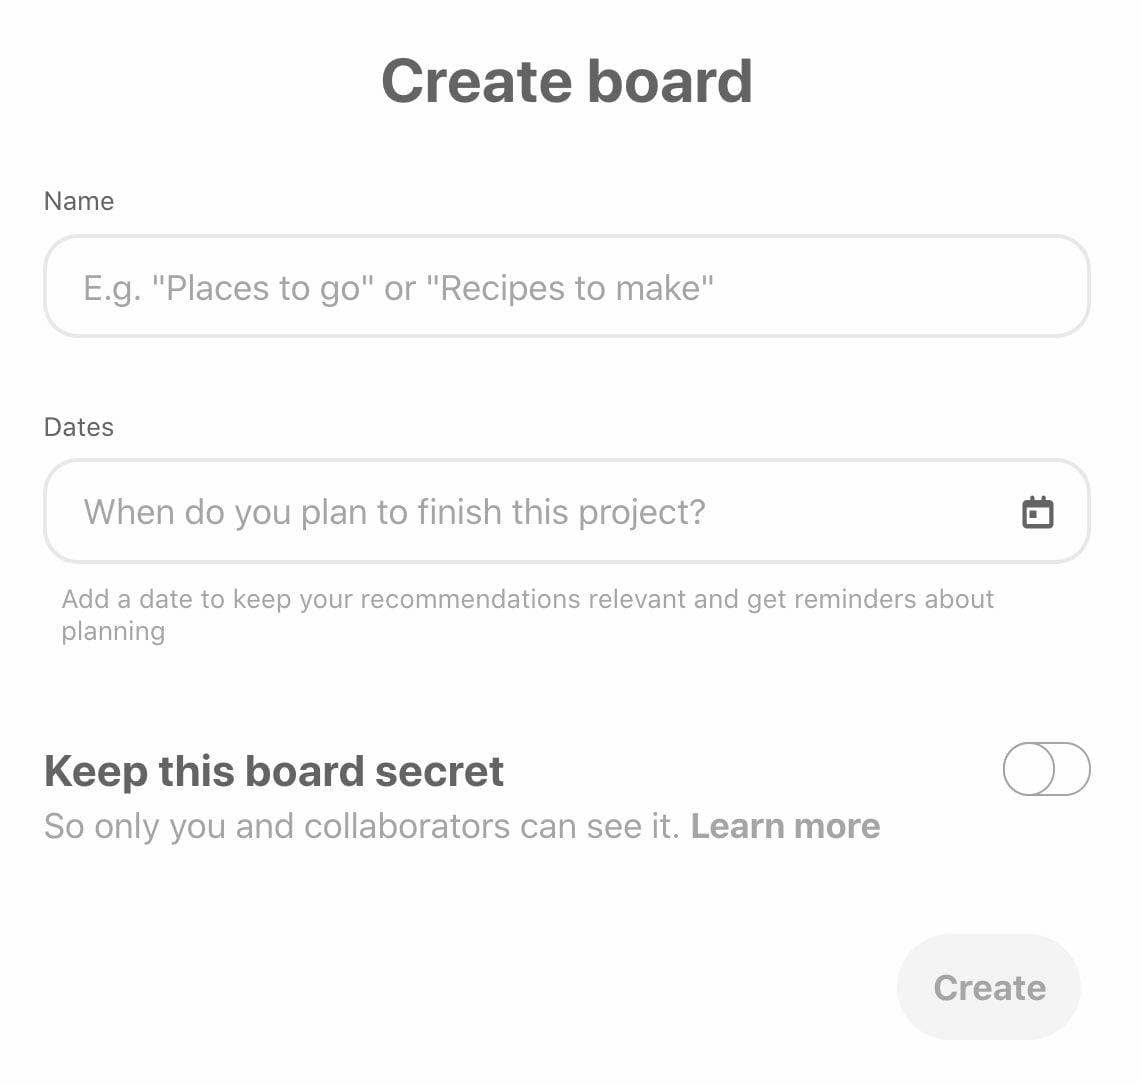 Create board
Name
E.g. "Places to go" or "Recipes to make"
Dates
When do you plan to finish this project?
Add a date to keep your recommendations relevant and get reminders about
planning
Keep this board secret
So only you and collaborators can see it. Learn more
Create